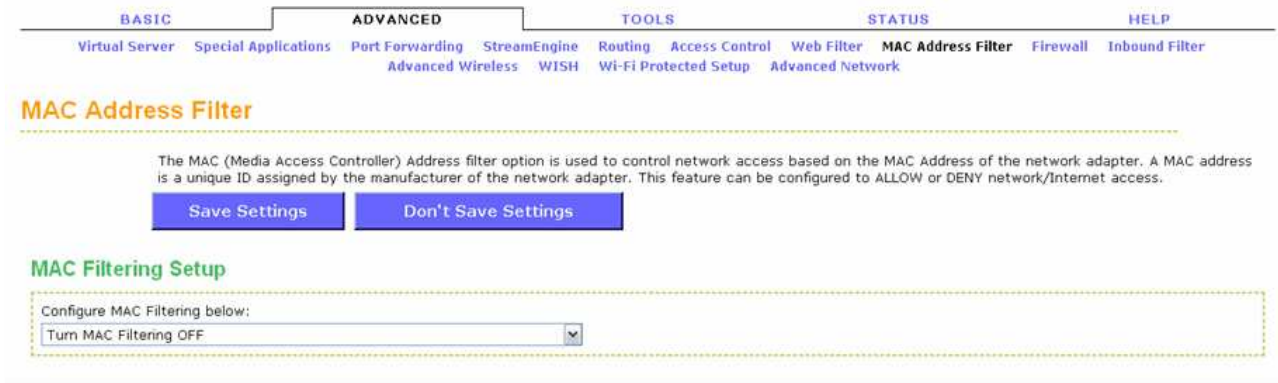 BASIC ADVANCED TOOLS STATUS HELP
Virtual Server Special Applications Port Forwarding StreamEngine Routing Access Control Web Filter MAC Address Filter Firewall Inbound Filter
Advanced Wireless WISH Wi-Fi Protected Setup Advanced Network
MAC Address Filter
The MAC (Media Access Controller) Address filter option is used to control network access based on the MAC Address of the network adapter. A MAC address
is a unique ID assigned by the manufacturer of the network adapter. This feature can be configured to ALLOW or DENY network/Internet access.
Save Settings Don't Save Settings
MAC Filtering Setup
Configure MAC Filtering below:
Turn MAC Filtering OFF